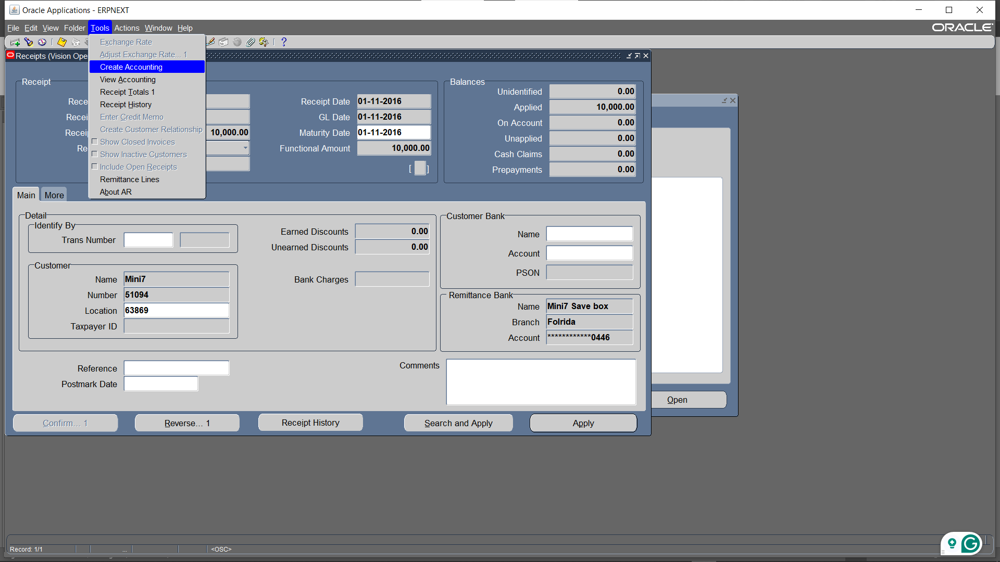 Oracle Applications - ERPNEXT
File Edit View Folder Tools Actions Window Help
ORACLE
Exchange Rate
Adjust Exchange Rate... 1
Create Accounting
View Accounting
Receipt Totals 1
Receipt History
Enter Credit Memo
Create Customer Relationship
Show Closed Invoices
Show Inactive Customers
Include Open Receipts
Remittance Lines
About AR
Receipts (Vision Ope
Receipt
Rece
Recei
Receip 10,000.00
Re
Receipt Date 01-11-2016
GL Date 01-11-2016
Maturity Date 01-11-2016
Functional Amount 10,000.00
[ ]
Balances
Unidentified 0.00
Applied 10,000.00
On Account 0.00
Unapplied 0.00
Cash Claims 0.00
Prepayments 0.00
Main More
Detail
Identify By
Trans Number
Customer
Name Mini7
Number 51094
Location 63869
Taxpayer ID
Earned Discounts 0.00
Unearned Discounts 0.00
Bank Charges
Customer Bank
Name
Account
PSON
Remittance Bank
Name Mini7 Save box
Branch Folrida
Account ************0446
Reference
Postmark Date
Comments
Confirm... 1 Reverse... 1 Receipt History Search and Apply Apply
Open
Record: 1/1 ... <OSC>